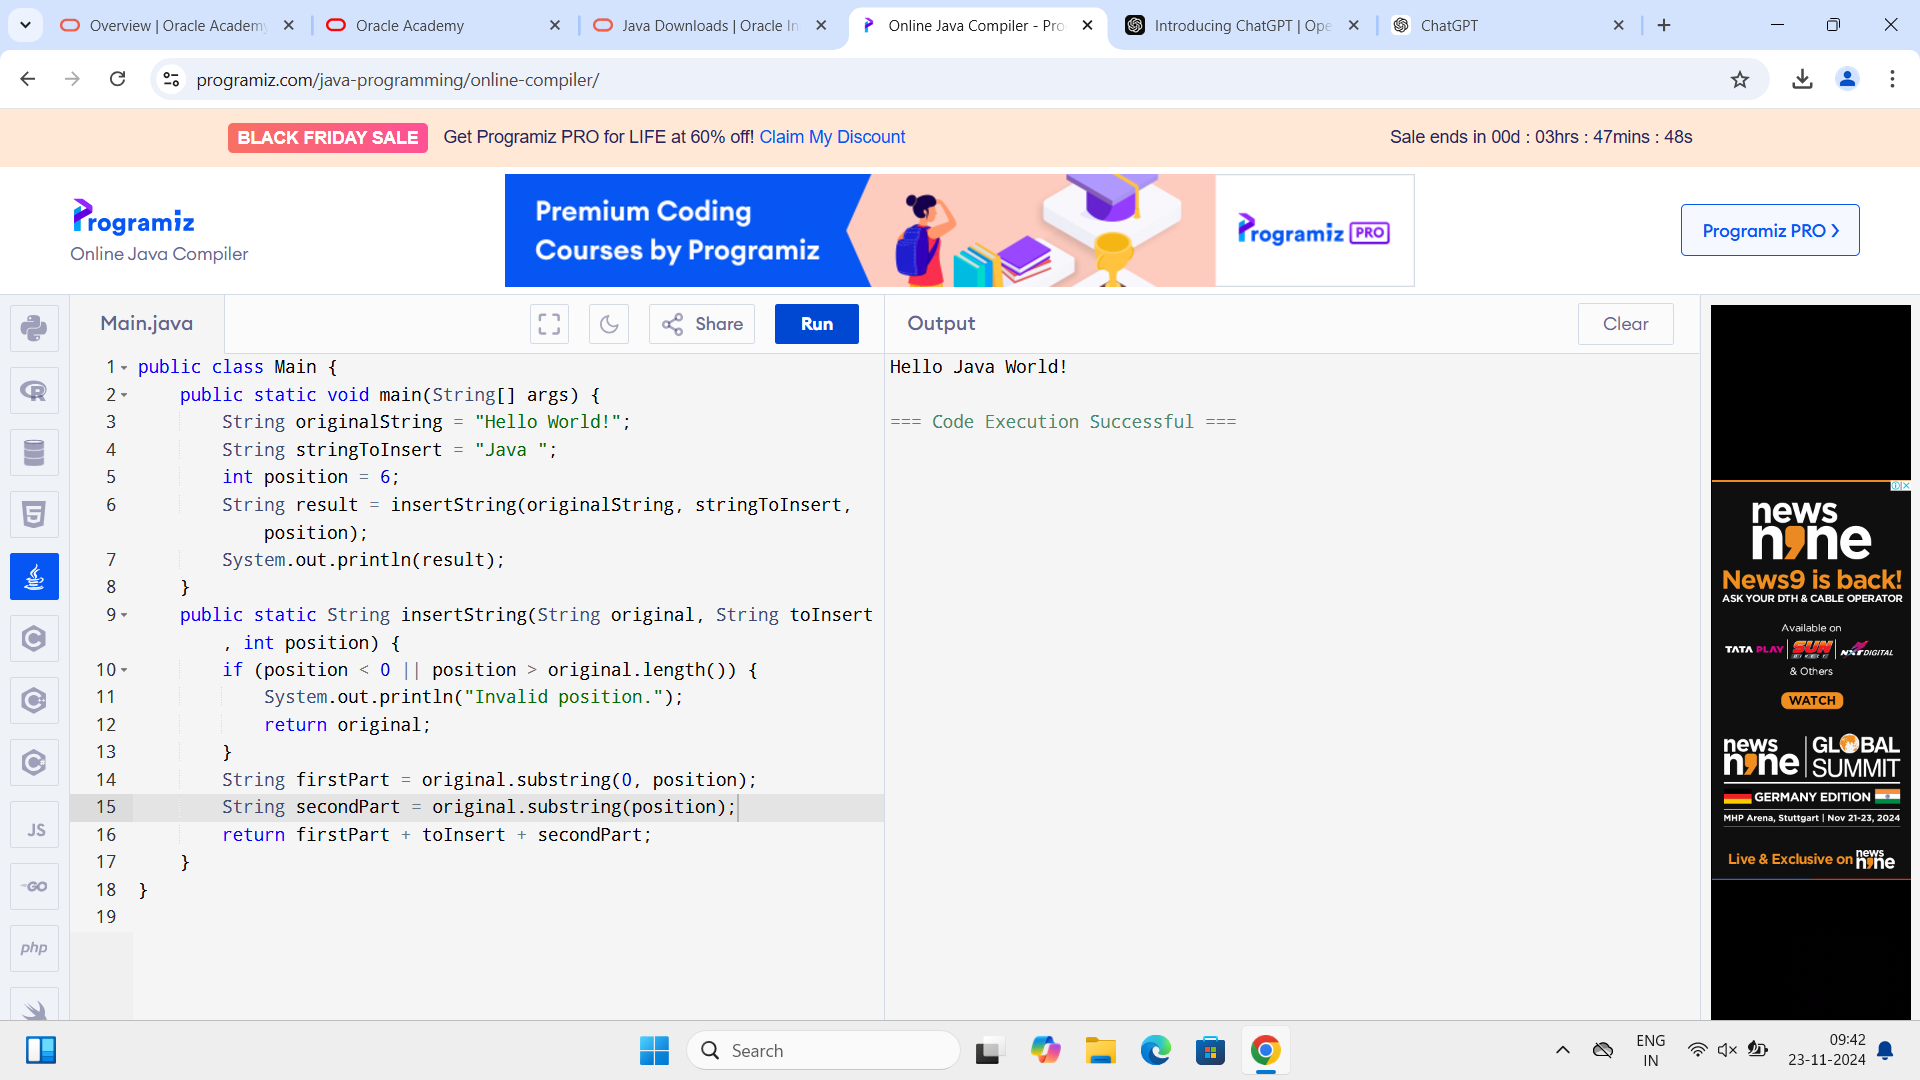 Overview | Oracle Academy
Oracle Academy
Java Downloads | Oracle In
Online Java Compiler - Pro
Introducing ChatGPT | Ope
ChatGPT
programiz.com/java-programming/online-compiler/
BLACK FRIDAY SALE Get Programiz PRO for LIFE at 60% off! Claim My Discount
Sale ends in 00d : 03hrs : 47mins : 48s
Programiz
Online Java Compiler
Premium Coding
Courses by Programiz
Programiz PRO
Programiz PRO
Main.java
Share
Run
Output
Clear
1 public class Main {
2 public static void main(String[] args) {
3 String originalString = "Hello World!";
4 String stringToInsert = "Java ";
5 int position = 6;
6 String result = insertString(originalString, stringToInsert,
position);
7 System.out.println(result);
8 }
9 public static String insertString(String original, String toInsert
, int position) {
10 if (position < 0 || position > original.length()) {
11 System.out.println("Invalid position.");
12 return original;
13 }
14 String firstPart = original.substring(0, position);
15 String secondPart = original.substring(position);
16 return firstPart + toInsert + secondPart;
17 }
18 }
19
Hello Java World!
=== Code Execution Successful ===
JS
GO
php
news
nine
News9 is back!
ASK YOUR DTH & CABLE OPERATOR
Available on
TATA PLAY SUN DIRECT NXTDIGITAL
& Others
WATCH
news nine GLOBAL SUMMIT
GERMANY EDITION
MHP Arena, Stuttgart | Nov 21-23, 2024
Live & Exclusive on news nine
Search
ENG
IN
09:42
23-11-2024